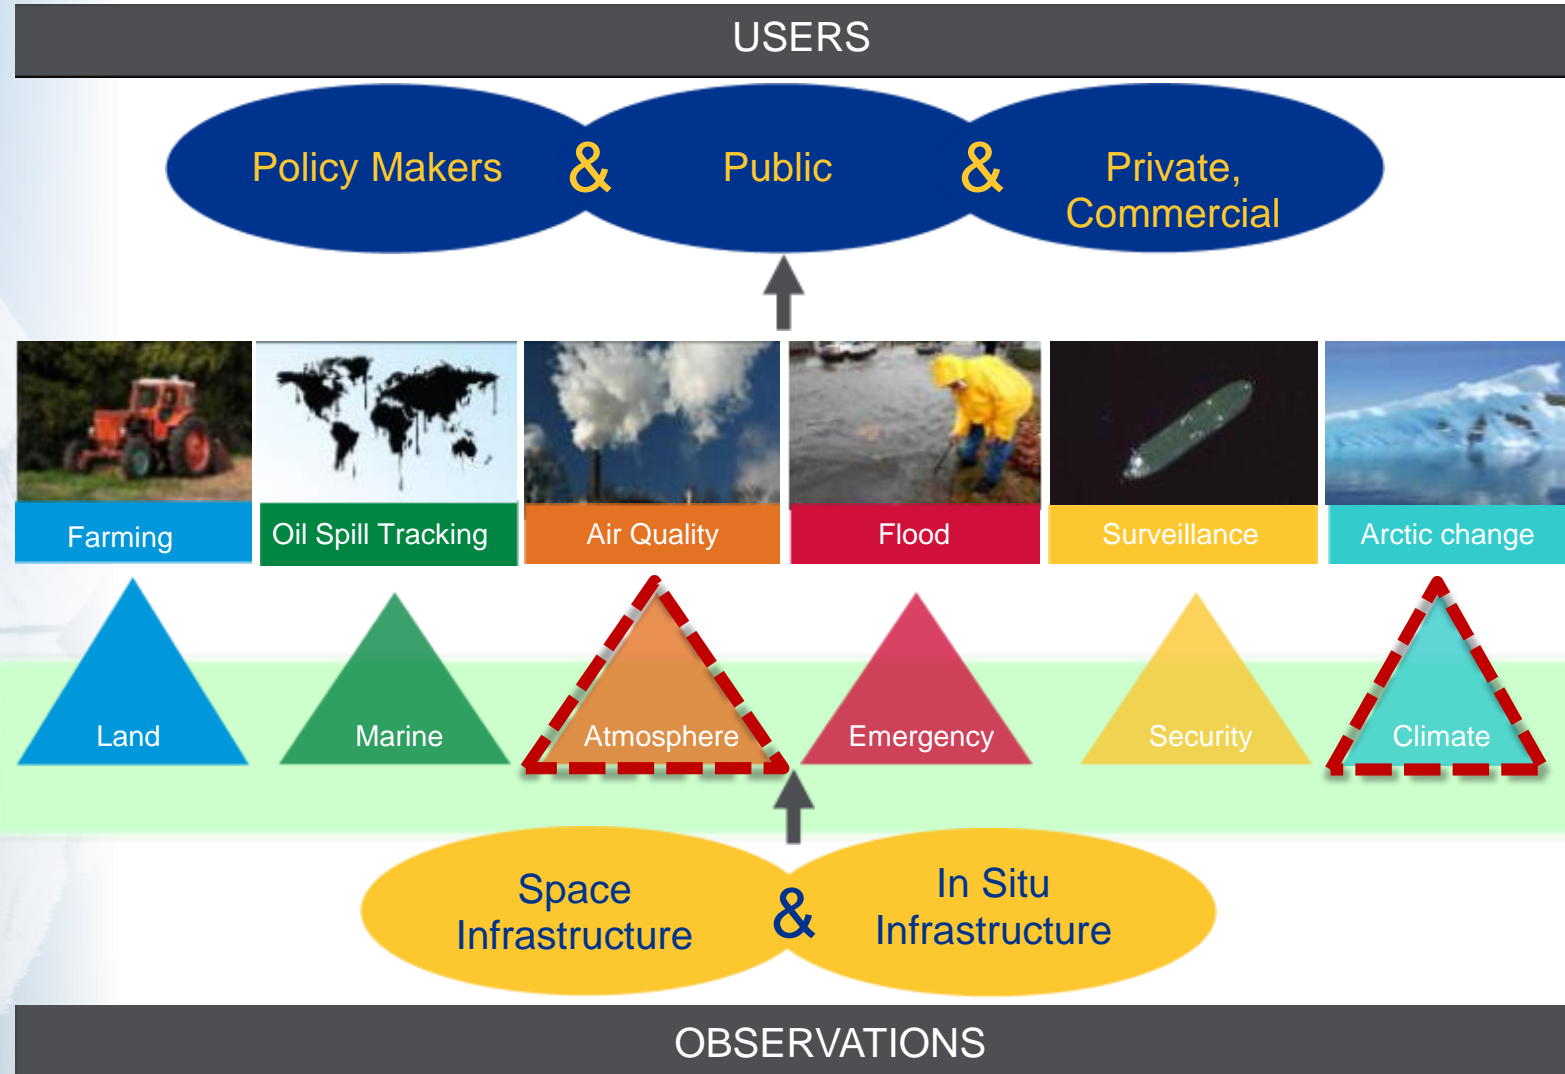 USERS
Policy Makers & Public & Private,
Commercial
Farming
Oil Spill Tracking
Air Quality
Flood
Surveillance
Arctic change
Land
Marine
Atmosphere
Emergency
Security
Climate
Space
Infrastructure
&
In Situ
Infrastructure
OBSERVATIONS